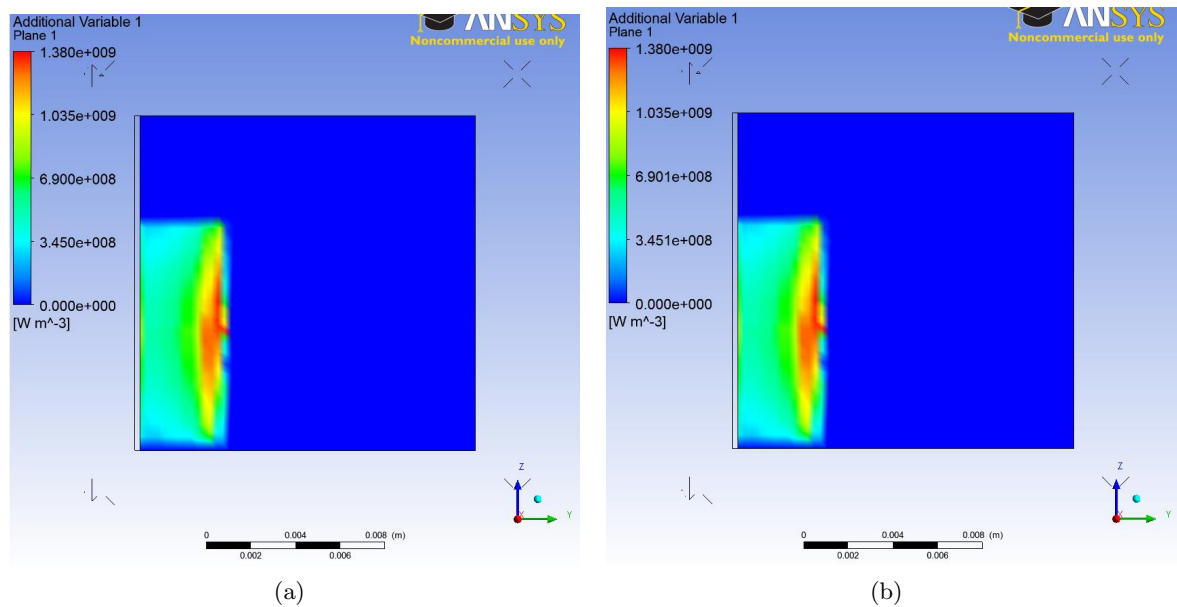 Additional Variable 1
Plane 1
ANSYS
Noncommercial use only
1.380e+009
1.035e+009
6.900e+008
3.450e+008
0.000e+000
[W m^-3]
Z
X
Y
0 0.004 0.008 (m)
0.002 0.006
(a)
Additional Variable 1
Plane 1
ANSYS
Noncommercial use only
1.380e+009
1.035e+009
6.901e+008
3.451e+008
0.000e+000
[W m^-3]
Z
X
Y
0 0.004 0.008 (m)
0.002 0.006
(b)